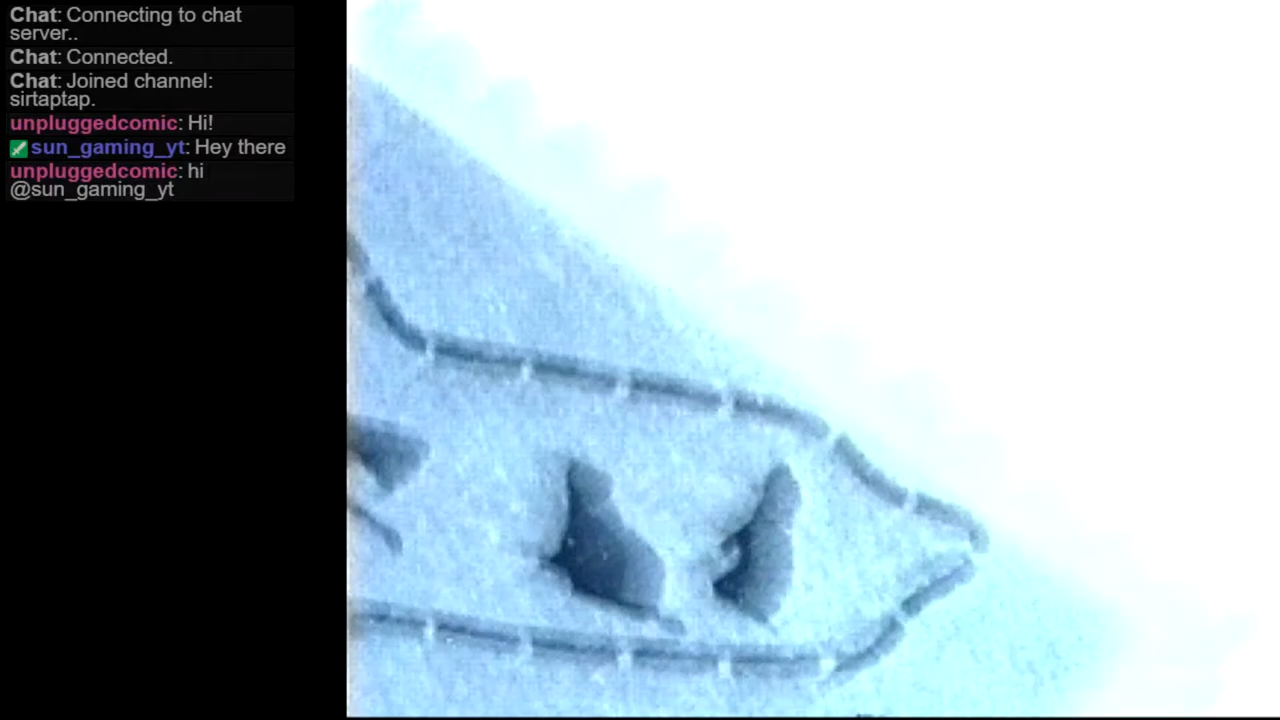 Chat: Connecting to chat
server..
Chat: Connected.
Chat: Joined channel:
sirtaptap.
unpluggedcomic: Hi!
sun_gaming_yt: Hey there
unpluggedcomic: hi
@sun_gaming_yt